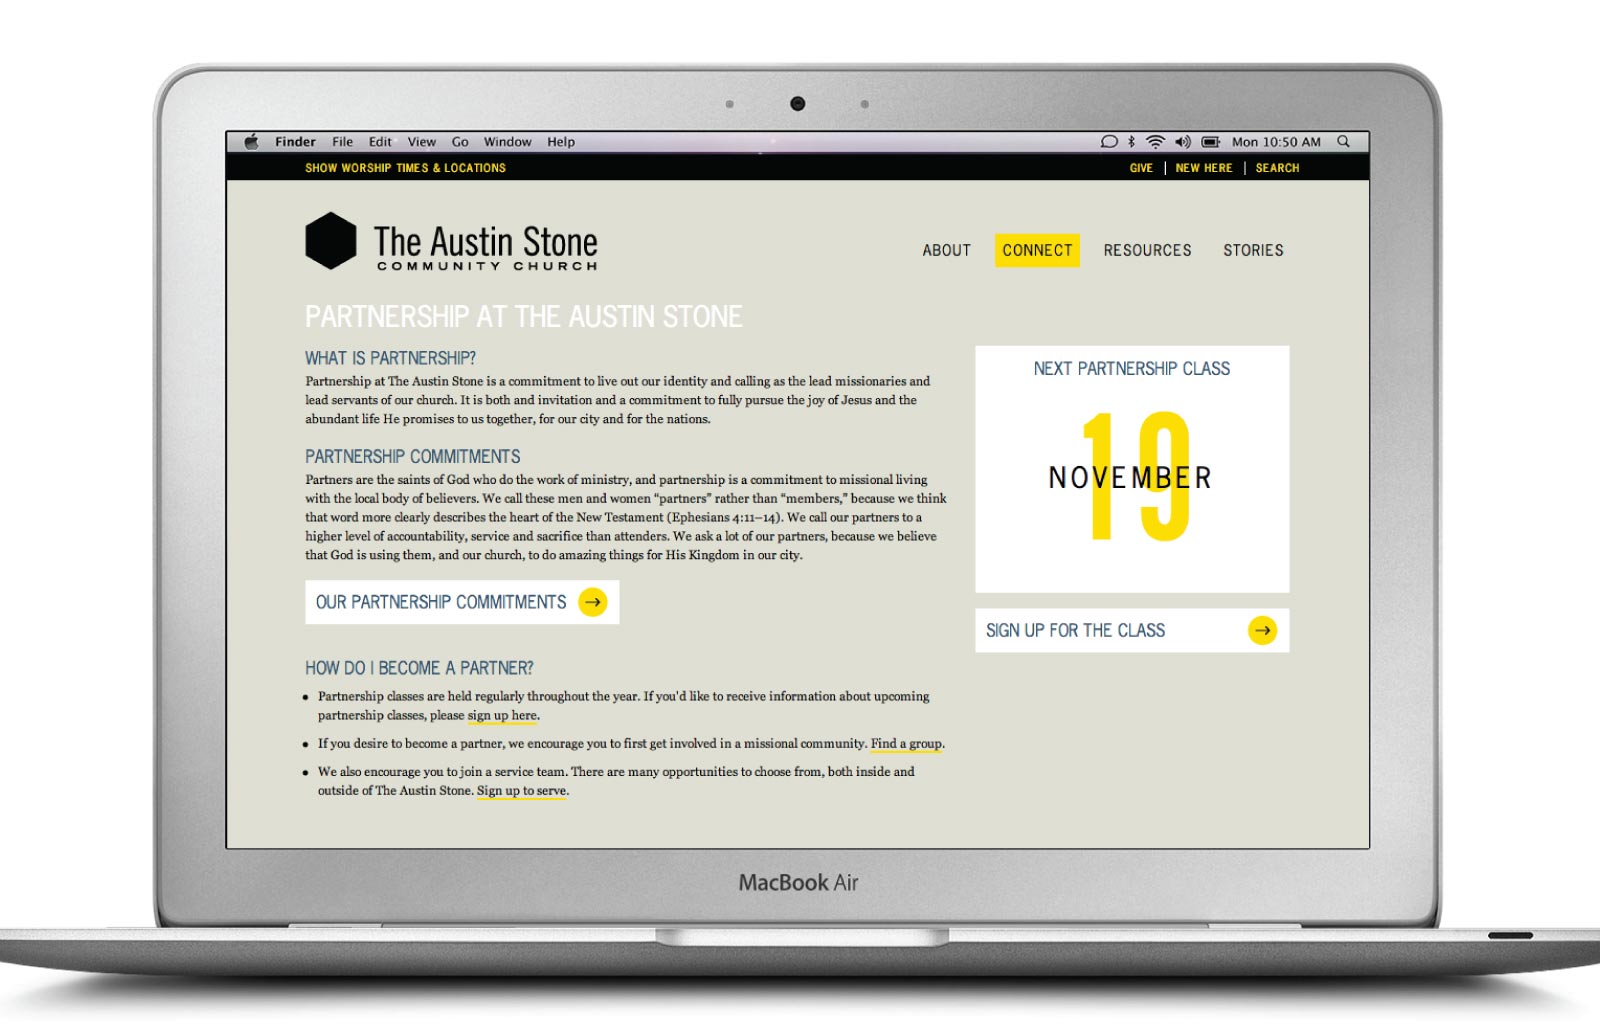 Finder File Edit View Go Window Help Mon 10:50 AM
SHOW WORSHIP TIMES & LOCATIONS GIVE | NEW HERE | SEARCH
The Austin Stone
COMMUNITY CHURCH
ABOUT CONNECT RESOURCES STORIES
PARTNERSHIP AT THE AUSTIN STONE
WHAT IS PARTNERSHIP?
Partnership at The Austin Stone is a commitment to live out our identity and calling as the lead missionaries and
lead servants of our church. It is both and invitation and a commitment to fully pursue the joy of Jesus and the
abundant life He promises to us together, for our city and for the nations.
PARTNERSHIP COMMITMENTS
Partners are the saints of God who do the work of ministry, and partnership is a commitment to missional living
with the local body of believers. We call these men and women “partners” rather than “members,” because we think
that word more clearly describes the heart of the New Testament (Ephesians 4:11–14). We call our partners to a
higher level of accountability, service and sacrifice than attenders. We ask a lot of our partners, because we believe
that God is using them, and our church, to do amazing things for His Kingdom in our city.
OUR PARTNERSHIP COMMITMENTS →
HOW DO I BECOME A PARTNER?
• Partnership classes are held regularly throughout the year. If you'd like to receive information about upcoming
partnership classes, please sign up here.
• If you desire to become a partner, we encourage you to first get involved in a missional community. Find a group.
• We also encourage you to join a service team. There are many opportunities to choose from, both inside and
outside of The Austin Stone. Sign up to serve.
NEXT PARTNERSHIP CLASS
19
NOVEMBER
SIGN UP FOR THE CLASS →
MacBook Air